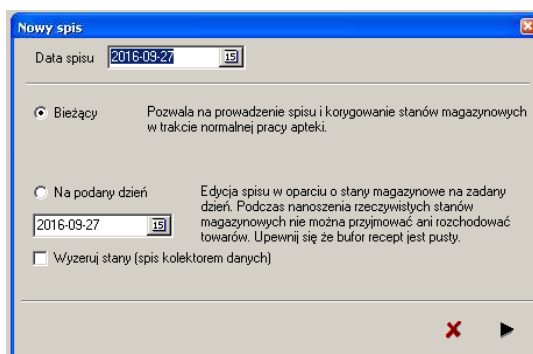 Nowy spis
Data spisu 2016-09-27 15
Bieżący
Pozwala na prowadzenie spisu i korygowanie stanów magazynowych
w trakcie normalnej pracy apteki.
Na podany dzień
2016-09-27 15
Edycja spisu w oparciu o stany magazynowe na zadany
dzień. Podczas nanoszenia rzeczywistych stanów
magazynowych nie można przyjmować ani rozchodować
towarów. Upewnij się że bufor recept jest pusty.
Wyzeruj stany (spis kolektorem danych)